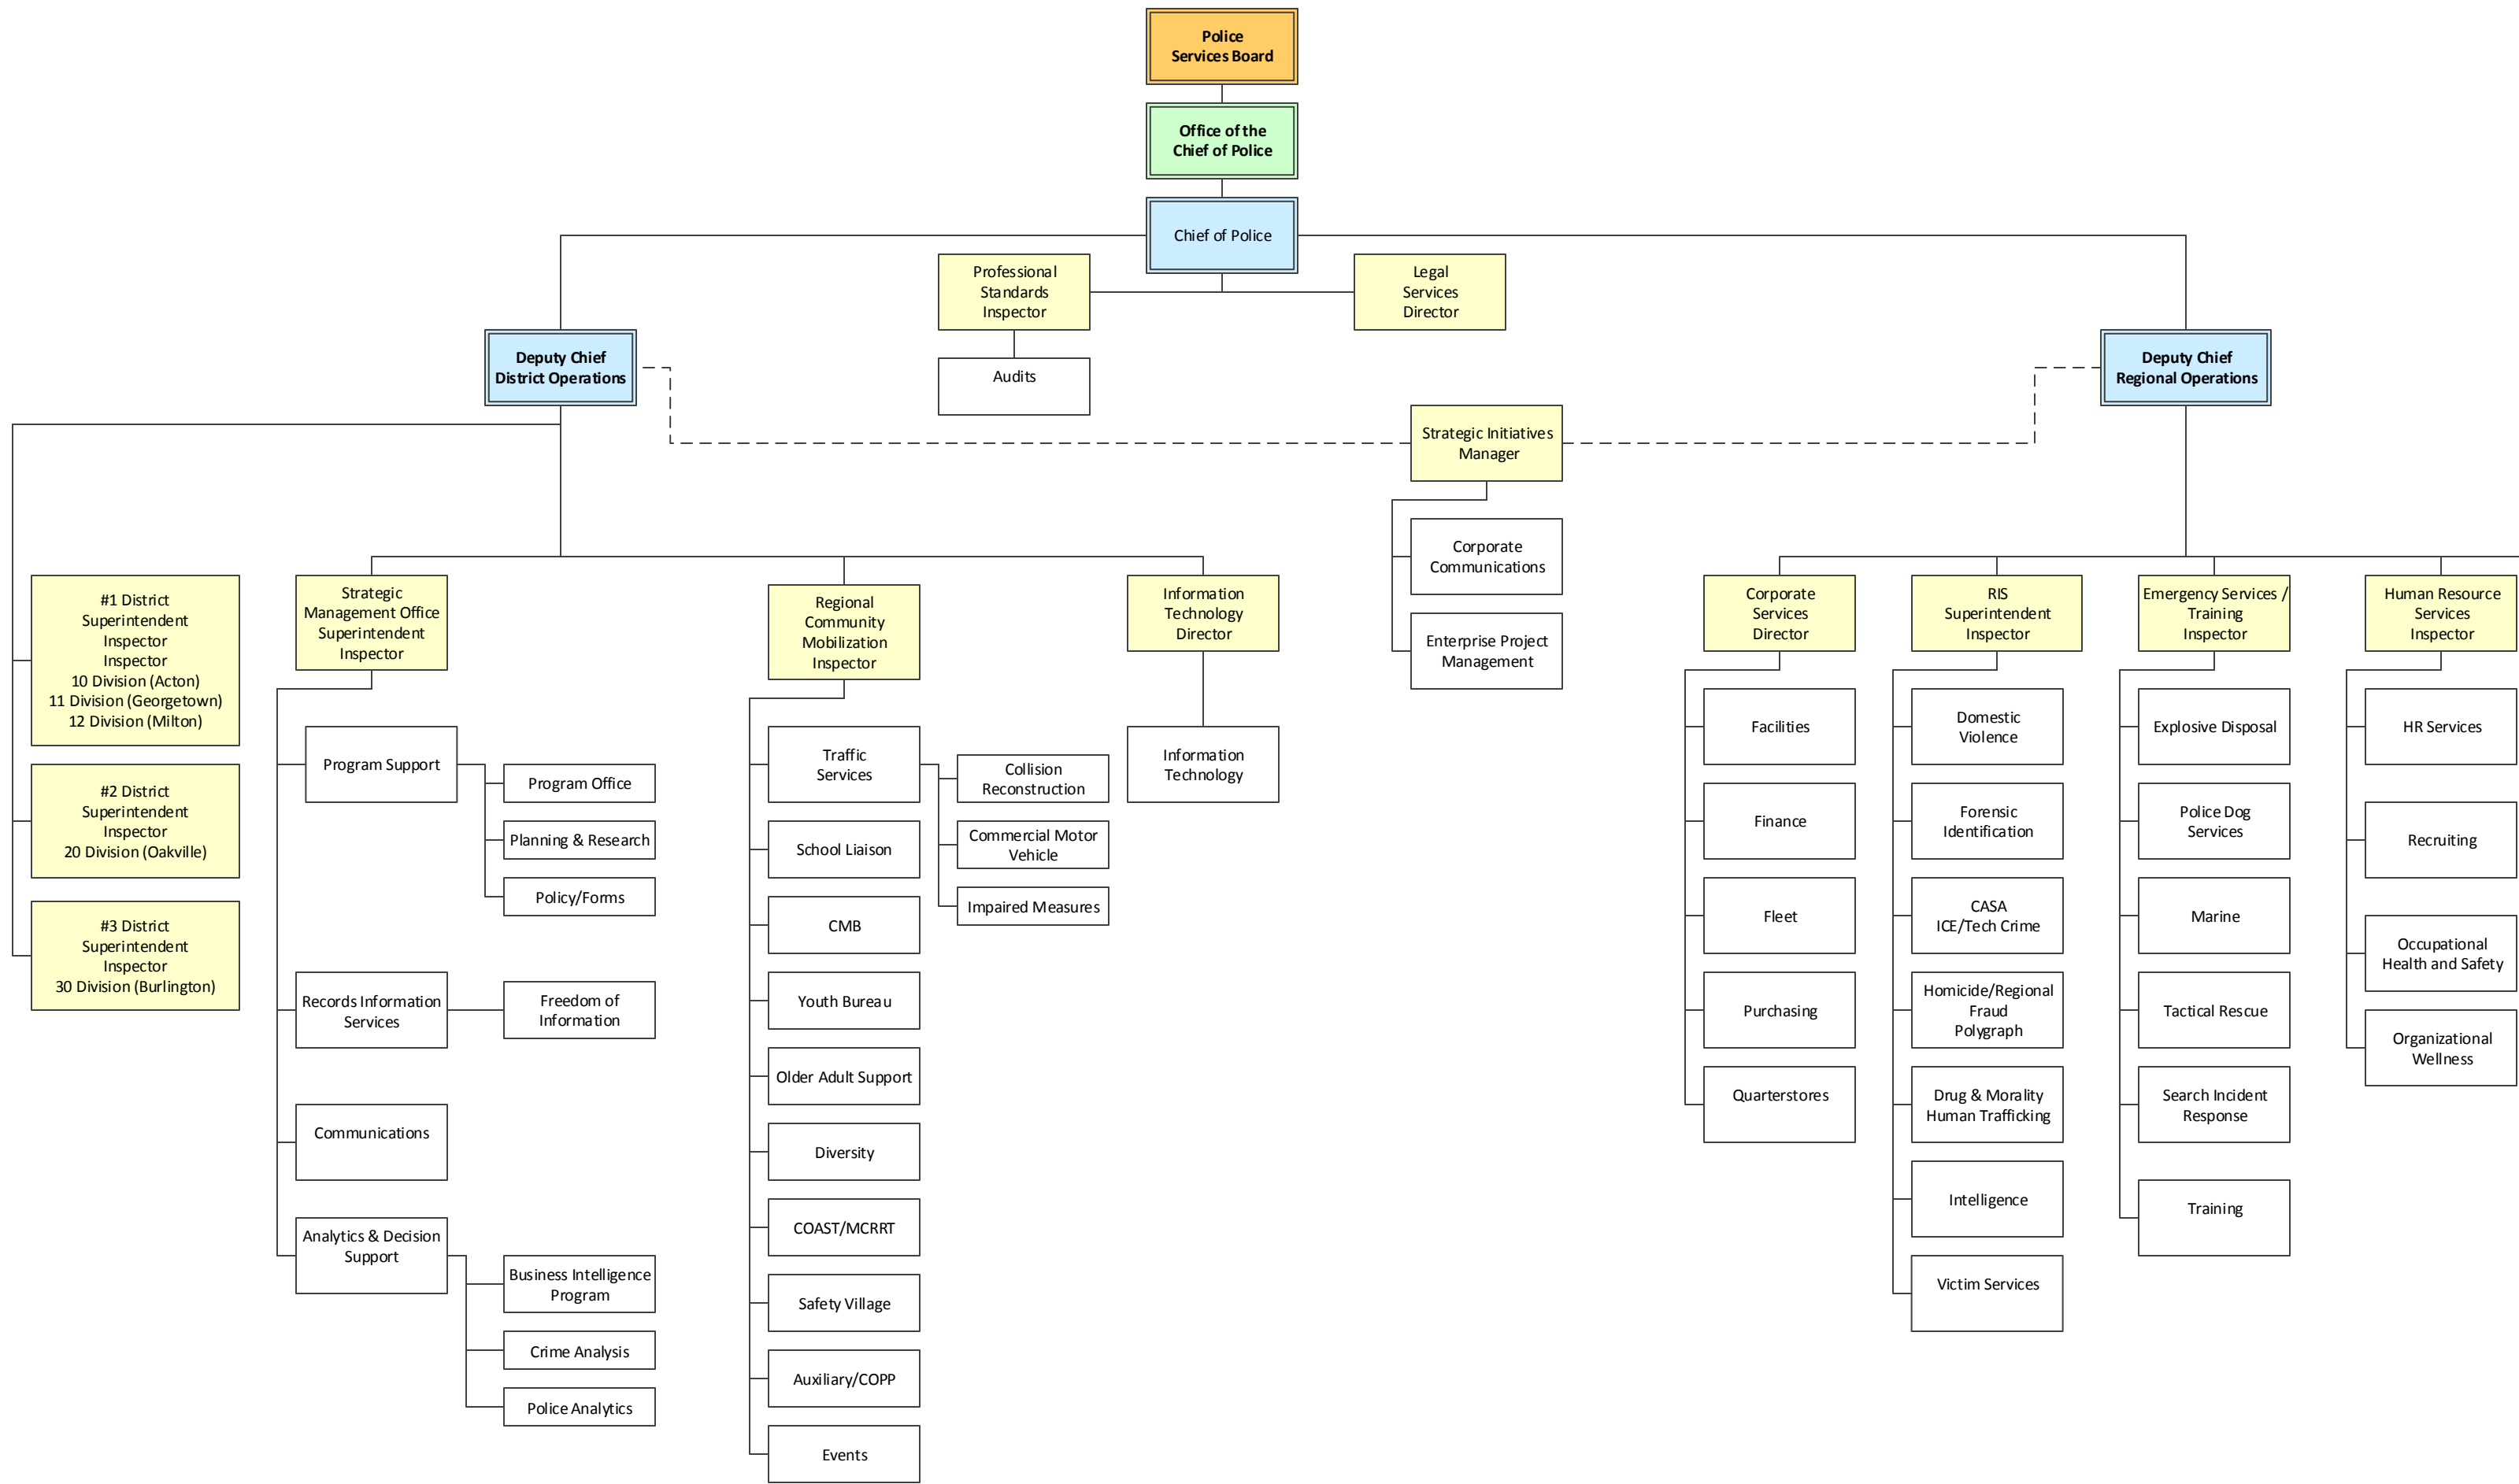 Police
Services Board
Office of the
Chief of Police
Chief of Police
Professional
Standards
Inspector
Legal
Services
Director
Audits
Deputy Chief
District Operations
Deputy Chief
Regional Operations
Strategic Initiatives
Manager
Corporate
Communications
Enterprise Project
Management
#1 District
Superintendent
Inspector
Inspector
10 Division (Acton)
11 Division (Georgetown)
12 Division (Milton)
#2 District
Superintendent
Inspector
20 Division (Oakville)
#3 District
Superintendent
Inspector
30 Division (Burlington)
Strategic
Management Office
Superintendent
Inspector
Program Support
Program Office
Planning & Research
Policy/Forms
Records Information
Services
Freedom of
Information
Communications
Analytics & Decision
Support
Business Intelligence
Program
Crime Analysis
Police Analytics
Regional
Community
Mobilization
Inspector
Traffic
Services
Collision
Reconstruction
Commercial Motor
Vehicle
Impaired Measures
School Liaison
CMB
Youth Bureau
Older Adult Support
Diversity
COAST/MCRRT
Safety Village
Auxiliary/COPP
Events
Information
Technology
Director
Information
Technology
Corporate
Services
Director
Facilities
Finance
Fleet
Purchasing
Quarterstores
RIS
Superintendent
Inspector
Domestic
Violence
Forensic
Identification
CASA
ICE/Tech Crime
Homicide/Regional
Fraud
Polygraph
Drug & Morality
Human Trafficking
Intelligence
Victim Services
Emergency Services /
Training
Inspector
Explosive Disposal
Police Dog
Services
Marine
Tactical Rescue
Search Incident
Response
Training
Human Resource
Services
Inspector
HR Services
Recruiting
Occupational
Health and Safety
Organizational
Wellness